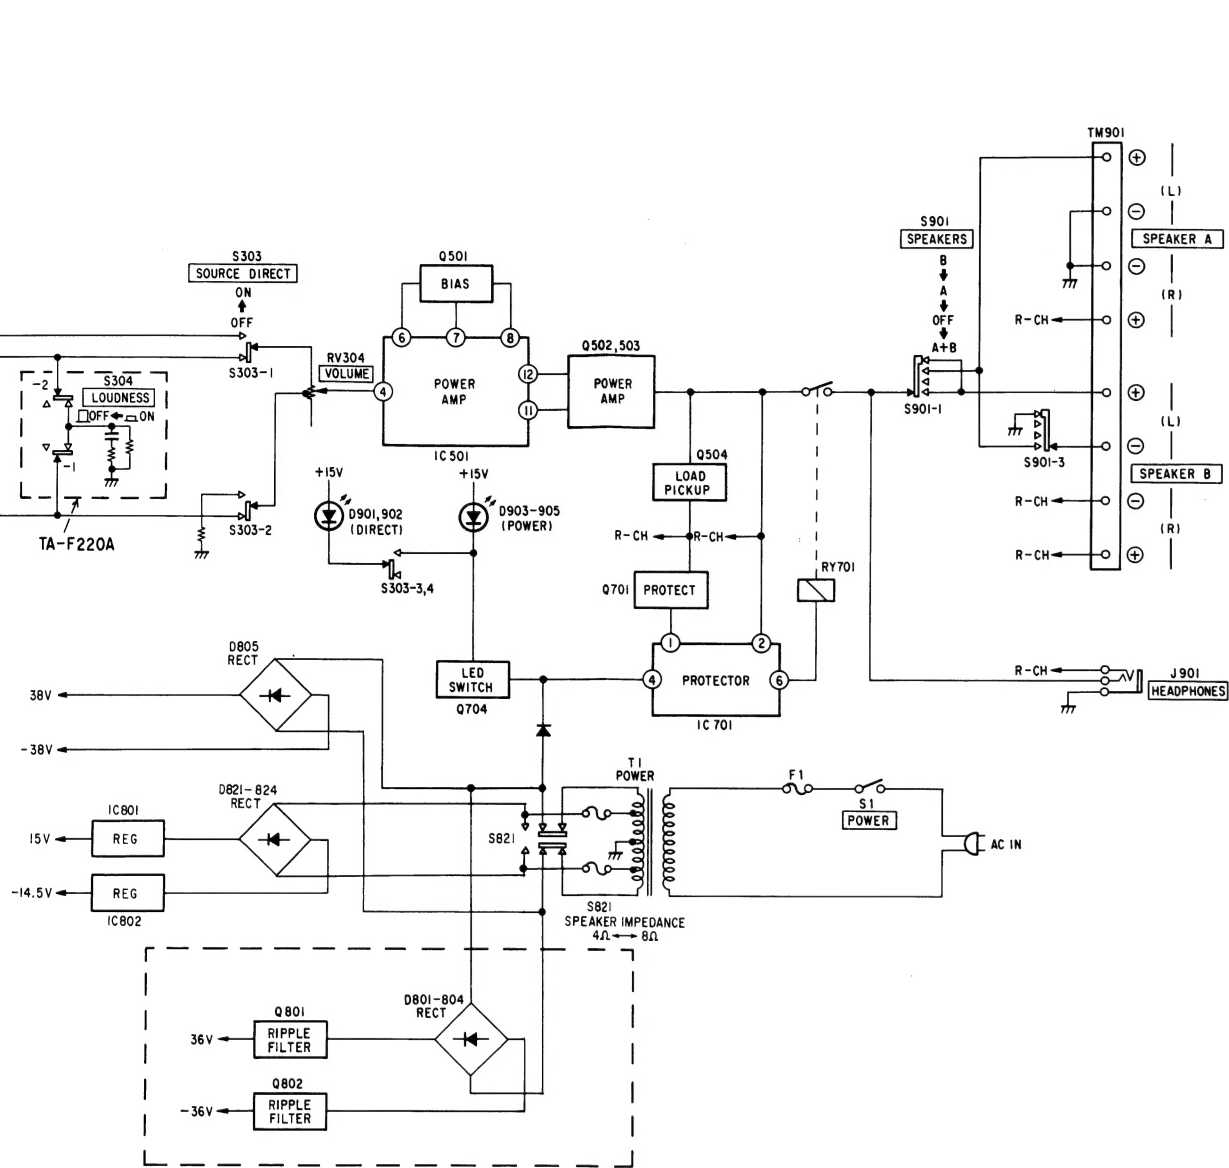 TM901
+
(L)
−
SPEAKER A
−
(R)
R-CH
+
S901
SPEAKERS
B
A
OFF
A+B
S901-1
+
(L)
S901-3
−
SPEAKER B
R-CH
−
(R)
R-CH
+
S303
SOURCE DIRECT
ON
OFF
S303-1
Q501
BIAS
6
7
8
RV304
VOLUME
4
POWER
AMP
12
11
IC501
Q502,503
POWER
AMP
-2
S304
LOUDNESS
OFF
ON
-1
TA-F220A
S303-2
+15V
D901,902
(DIRECT)
+15V
D903-905
(POWER)
S303-3,4
Q504
LOAD
PICKUP
R-CH
R-CH
Q701
PROTECT
RY701
1
2
4
PROTECTOR
6
IC701
LED
SWITCH
Q704
R-CH
J901
HEADPHONES
D805
RECT
38V
-38V
D821-824
RECT
IC801
15V
REG
-14.5V
REG
IC802
T1
POWER
F1
S1
POWER
AC IN
S821
S821
SPEAKER IMPEDANCE
4Ω↔8Ω
D801-804
RECT
Q801
36V
RIPPLE
FILTER
Q802
-36V
RIPPLE
FILTER